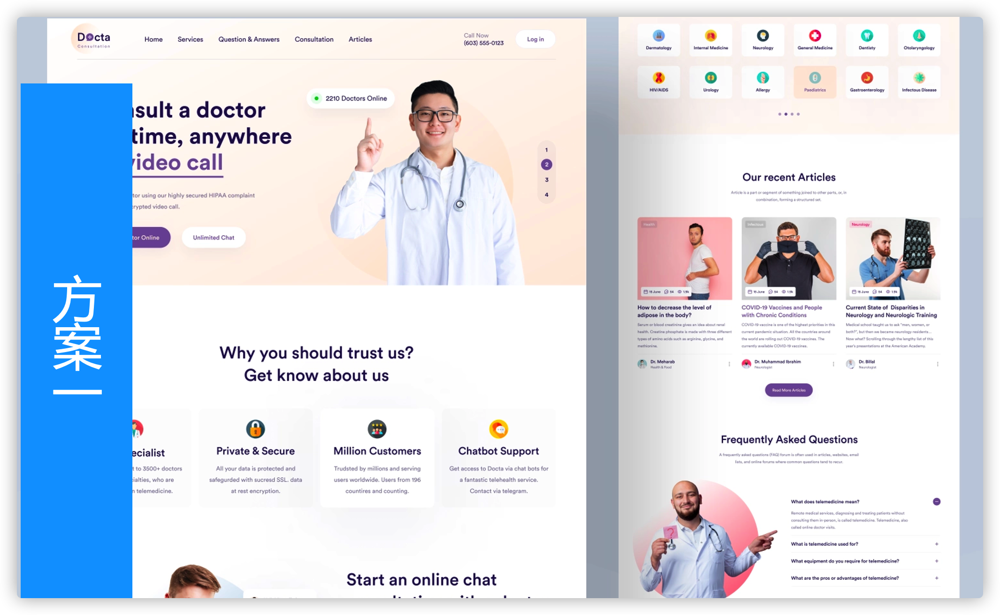 Docta
Consultation
Home
Services
Question & Answers
Consultation
Articles
Call Now
(603) 555-0123
Log in
方案一
sult a doctor
time, anywhere
video call
tor using our highly secured HIPAA complaint
crypted video call.
tor Online
Unlimited Chat
2210 Doctors Online
1
2
3
4
Why you should trust us?
Get know about us
ecialist
t to 3500+ doctors
ialties, who are
n telemedicine.
Private & Secure
All your data is protected and
safegurded with sucresd SSL. data
at rest encryption.
Million Customers
Trudsted by millions and serving
users worldwide. Users from 196
countires and counting.
Chatbot Support
Get access to Docta via chat bots for
a fantastic telehealth service.
Contact via telegram.
Start an online chat
Dermatology
Internal Medicine
Neurology
General Medicine
Dentisty
Otolaryngology
HIV/AIDS
Urology
Allergy
Paediatrics
Gastroenterology
Infectous Disease
Our recent Articles
Article is a part or segment of something joined to other parts, or, in
combination, forming a structured set.
Health
15 June 54 1.9k
How to decrease the level of
adipose in the body?
Serum or blood creatinine gives an idea about renal
health. Creatine phosphate is made with three different
types of amino acids such as arginine, glycine, and
methionine.
Dr. Meharab
Health & Food
Infectous
15 June 54 1.9k
COVID-19 Vaccines and People
wlith Chronic Conditions
COVID-19 vaccine is one of the highest priorities in this
current pandemic situation. All the countries around
the world are rolling out COVID-19 vaccines. The
currently available COVID-19 vaccines.
Dr. Muhammad Ibrahim
Neurologist
Neurology
15 June 54 1.9k
Current State of Disparities in
Neurology and Neurologic Training
Medical school taught us to ask "men, women, or
both?", but then we became neurology residents...
Now what? Scrolling through the lengthy list of this
year's presentations at the American Academy.
Dr. Billal
Neurologist
Read More Articles
Frequently Asked Questions
A frequently asked questions (FAQ) forum is often used in articles, websites, email
lists, and online forums where common questions tend to recur.
?
What does telemedicine mean?
Remote medical services, diagnosing and treating patients without
consulting them in-person, is called telemedicine. Telemedicine, also
called online doctor visits.
What is telemedicine used for?
What equipment do you require for telemedicine?
What are the pros or advantages of telemedicine?